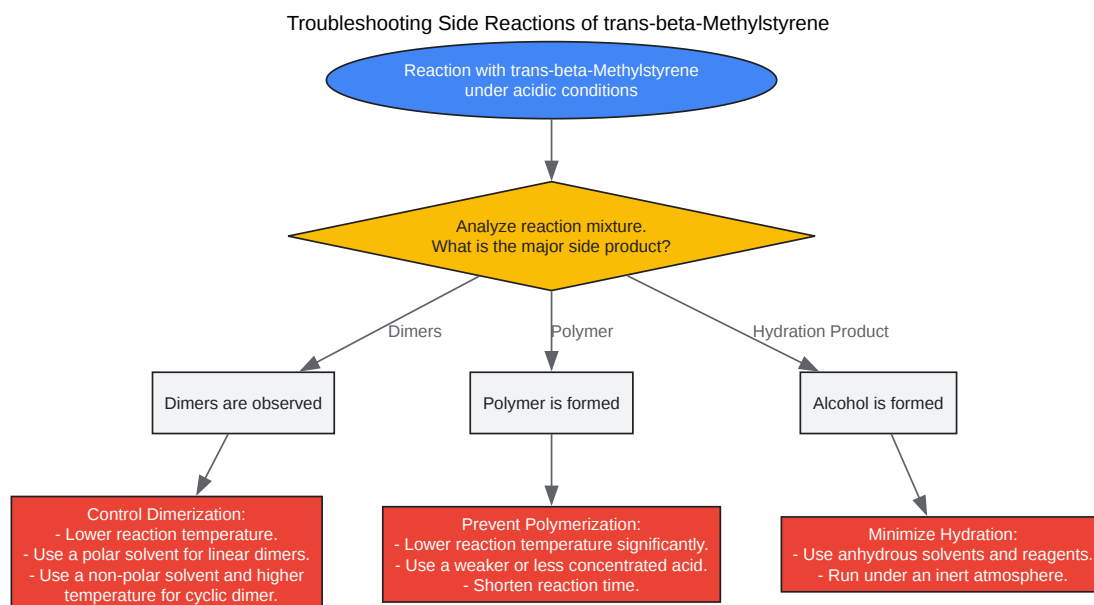 Troubleshooting Side Reactions of trans-beta-Methylstyrene
Reaction with trans-beta-Methylstyrene
under acidic conditions
Analyze reaction mixture.
What is the major side product?
Dimers
Polymer
Hydration Product
Dimers are observed
Polymer is formed
Alcohol is formed
Control Dimerization:
- Lower reaction temperature.
- Use a polar solvent for linear dimers.
- Use a non-polar solvent and higher
temperature for cyclic dimer.
Prevent Polymerization:
- Lower reaction temperature significantly.
- Use a weaker or less concentrated acid.
- Shorten reaction time.
Minimize Hydration:
- Use anhydrous solvents and reagents.
- Run under an inert atmosphere.